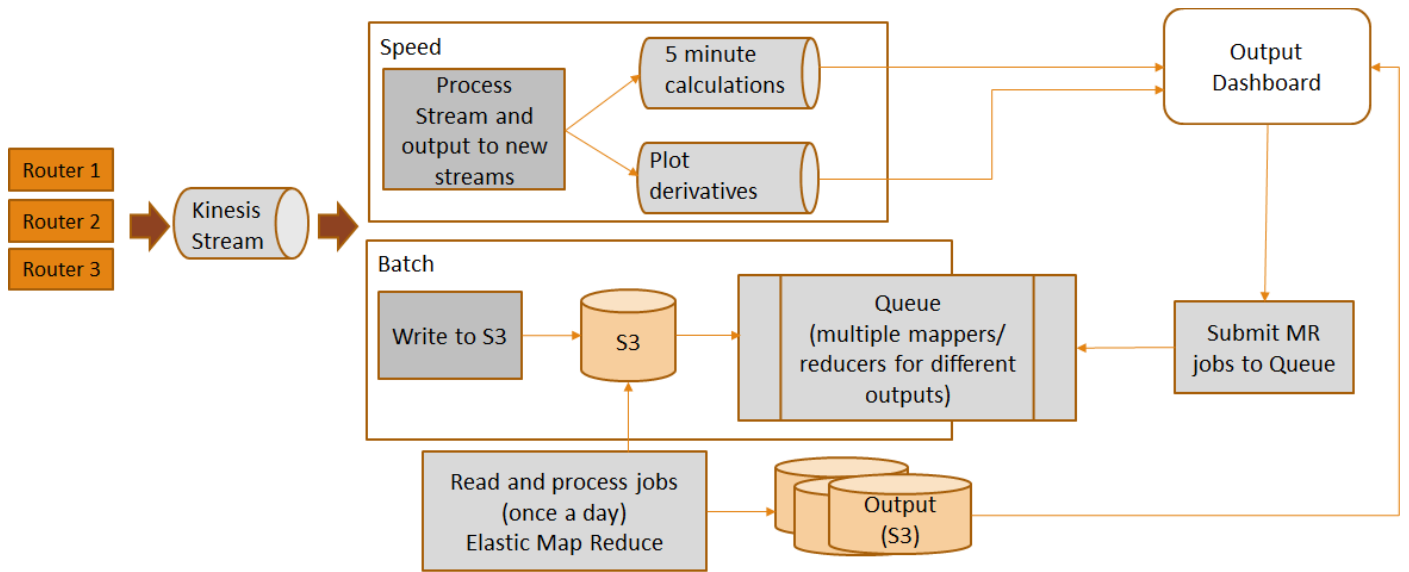 Router 1
Router 2
Router 3
Kinesis
Stream
Speed
Process
Stream and
output to new
streams
5 minute
calculations
Plot
derivatives
Output
Dashboard
Batch
Write to S3
S3
Queue
(multiple mappers/
reducers for different
outputs)
Submit MR
jobs to Queue
Read and process jobs
(once a day)
Elastic Map Reduce
Output
(S3)